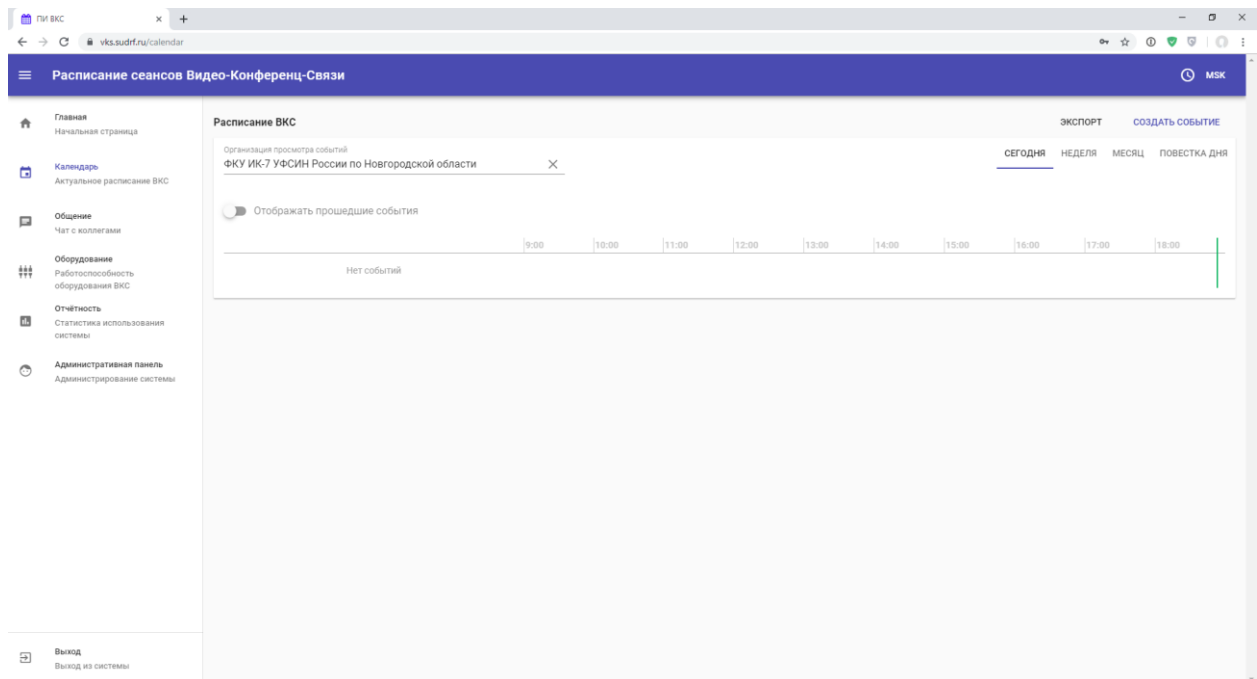 ПИ ВКС
vks.sudrf.ru/calendar
Расписание сеансов Видео-Конференц-Связи
MSK
Главная
Начальная страница
Календарь
Актуальное расписание ВКС
Общение
Чат с коллегами
Оборудование
Работоспособность
оборудования ВКС
Отчётность
Статистика использования
системы
Административная панель
Администрирование системы
Выход
Выход из системы
Расписание ВКС
ЭКСПОРТ
СОЗДАТЬ СОБЫТИЕ
Организация просмотра событий
ФКУ ИК-7 УФСИН России по Новгородской области
СЕГОДНЯ НЕДЕЛЯ МЕСЯЦ ПОВЕСТКА ДНЯ
Отображать прошедшие события
9:00 10:00 11:00 12:00 13:00 14:00 15:00 16:00 17:00 18:00
Нет событий